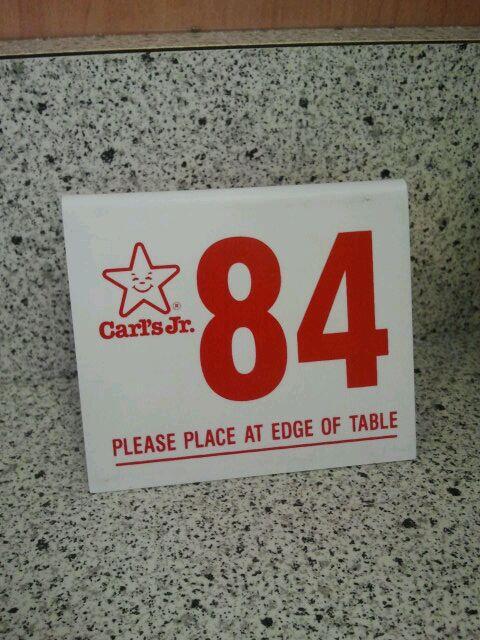 84
Carl's Jr.®
PLEASE PLACE AT EDGE OF TABLE